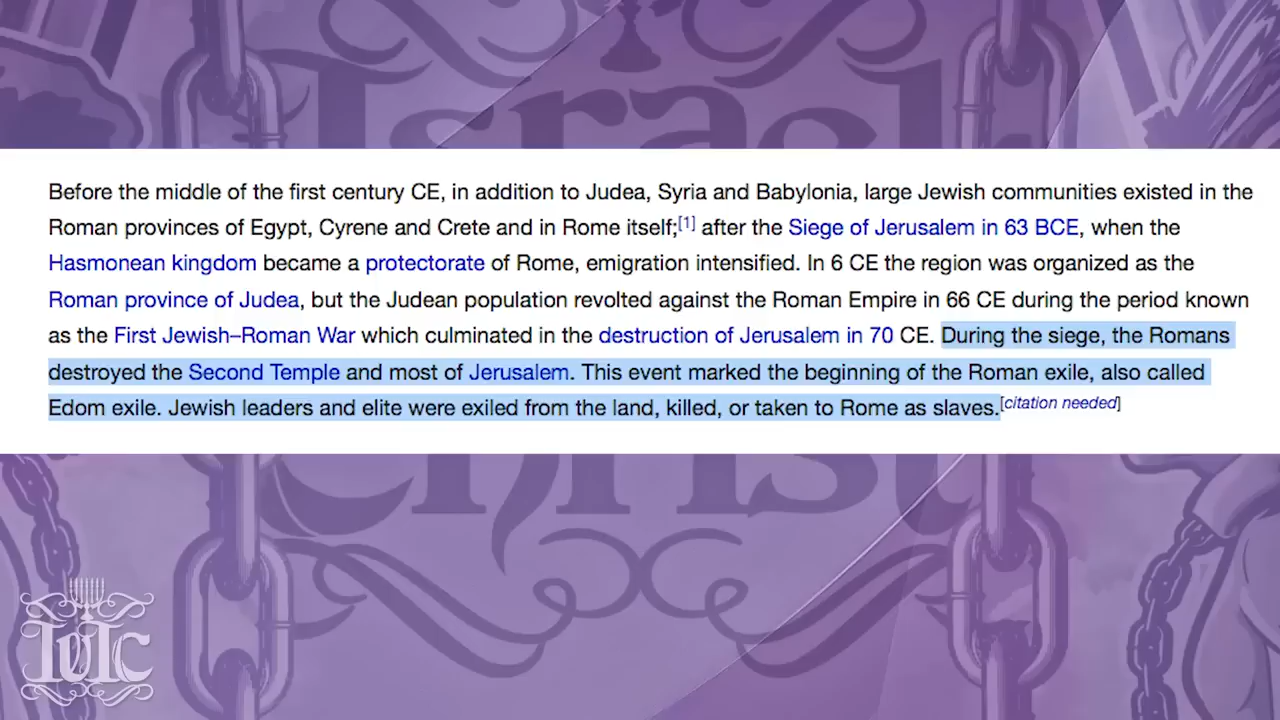 Israel
Before the middle of the first century CE, in addition to Judea, Syria and Babylonia, large Jewish communities existed in the
Roman provinces of Egypt, Cyrene and Crete and in Rome itself;[1] after the Siege of Jerusalem in 63 BCE, when the
Hasmonean kingdom became a protectorate of Rome, emigration intensified. In 6 CE the region was organized as the
Roman province of Judea, but the Judean population revolted against the Roman Empire in 66 CE during the period known
as the First Jewish–Roman War which culminated in the destruction of Jerusalem in 70 CE. During the siege, the Romans
destroyed the Second Temple and most of Jerusalem. This event marked the beginning of the Roman exile, also called
Edom exile. Jewish leaders and elite were exiled from the land, killed, or taken to Rome as slaves.[citation needed]
Christ
IUIC